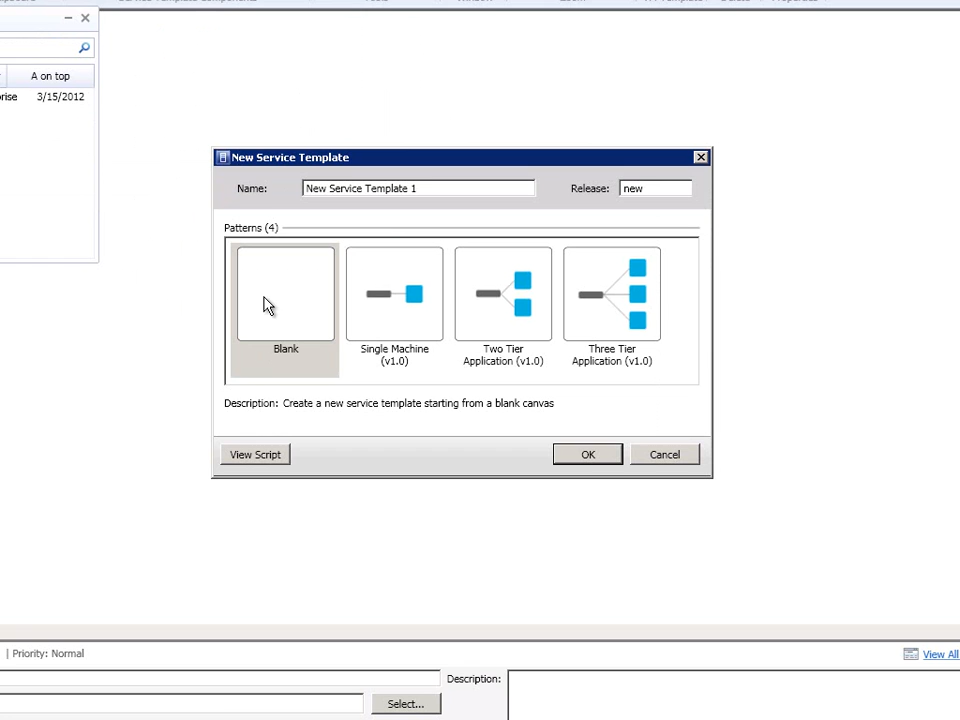 A on top
3/15/2012
New Service Template
Name: New Service Template 1 Release: new
Patterns (4)
Blank
Single Machine
(v1.0)
Two Tier
Application (v1.0)
Three Tier
Application (v1.0)
Description: Create a new service template starting from a blank canvas
View Script OK Cancel
| Priority: Normal
View All
Description:
Select...